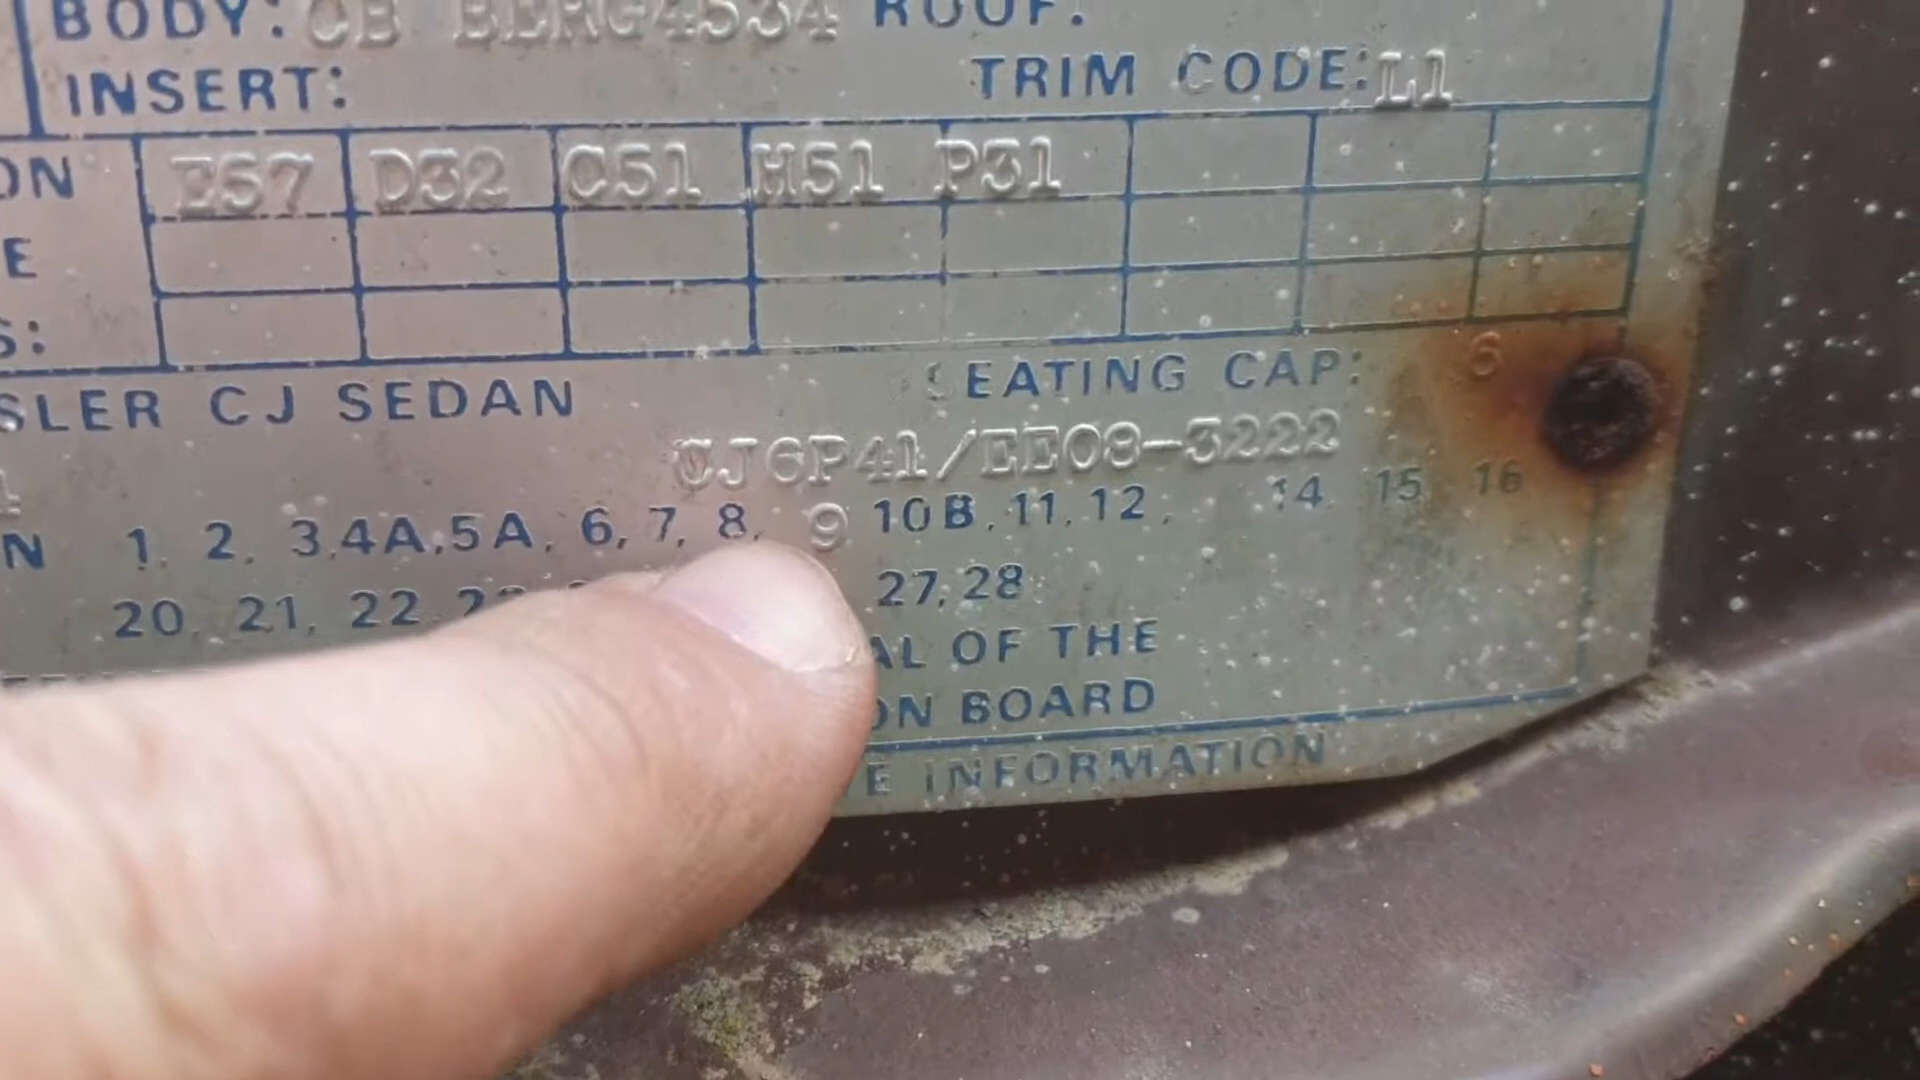 BODY: CB BERG4534 ROOF:
INSERT: TRIM CODE: L1
ON E57 D32 C51 H51 P31
E
S:
SLER CJ SEDAN SEATING CAP: 6
CJ6P41/EE08-3222
N 1, 2, 3, 4A, 5A, 6, 7, 8, 9 10B, 11, 12, 14, 15, 16
20, 21, 22, 27, 28
AL OF THE
ON BOARD
E INFORMATION